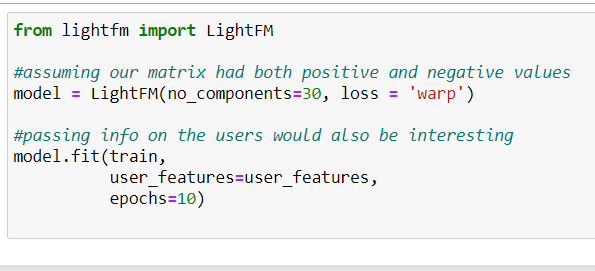 from lightfm import LightFM
#assuming our matrix had both positive and negative values
model = LightFM(no_components=30, loss = 'warp')
#passing info on the users would also be interesting
model.fit(train,
user_features=user_features,
epochs=10)